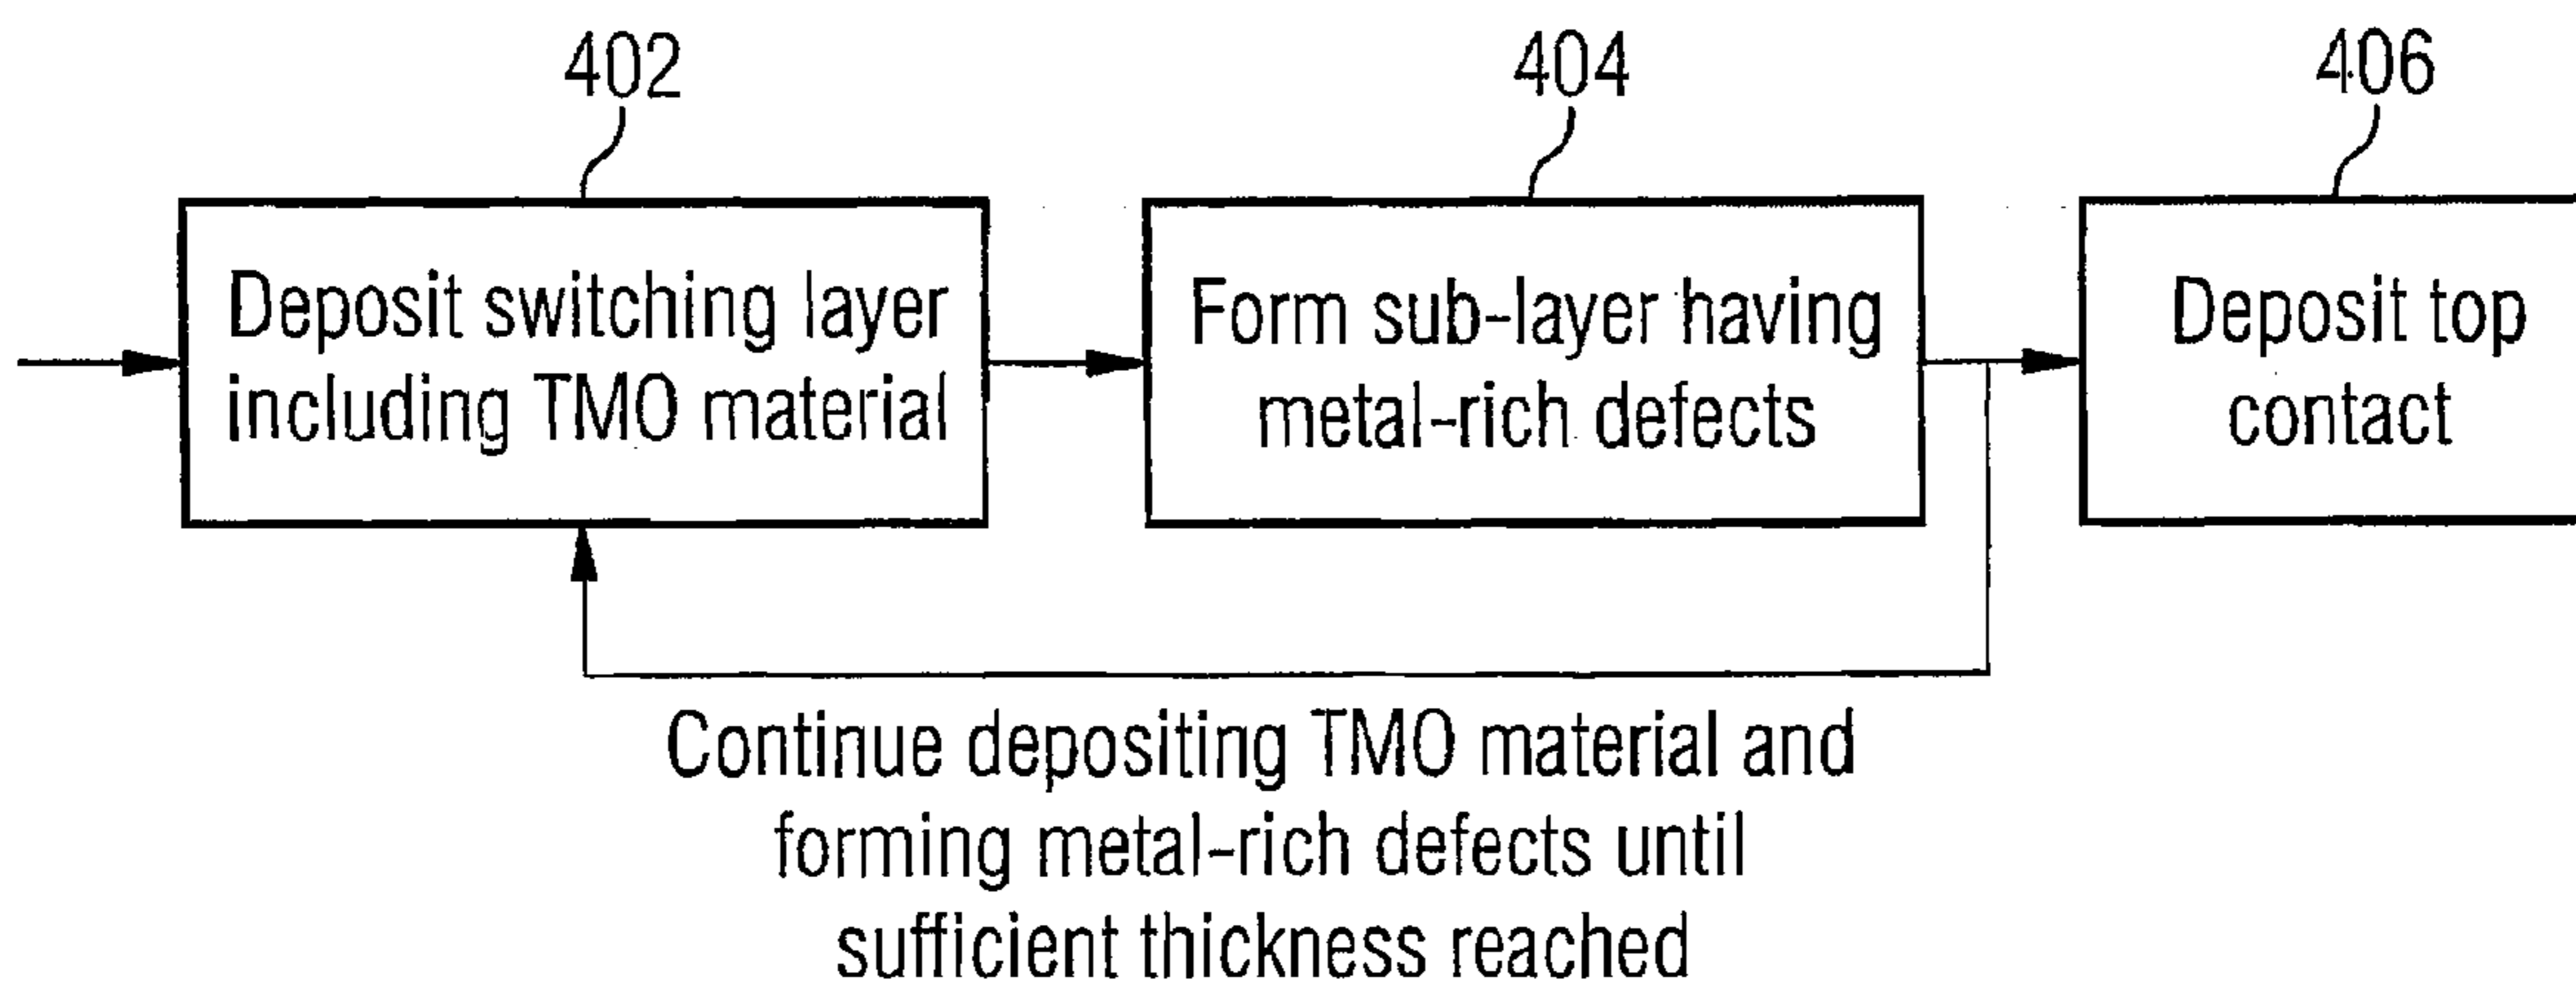 402
404
406
Deposit switching layer
including TMO material
Form sub-layer having
metal-rich defects
Deposit top
contact
Continue depositing TMO material and
forming metal-rich defects until
sufficient thickness reached